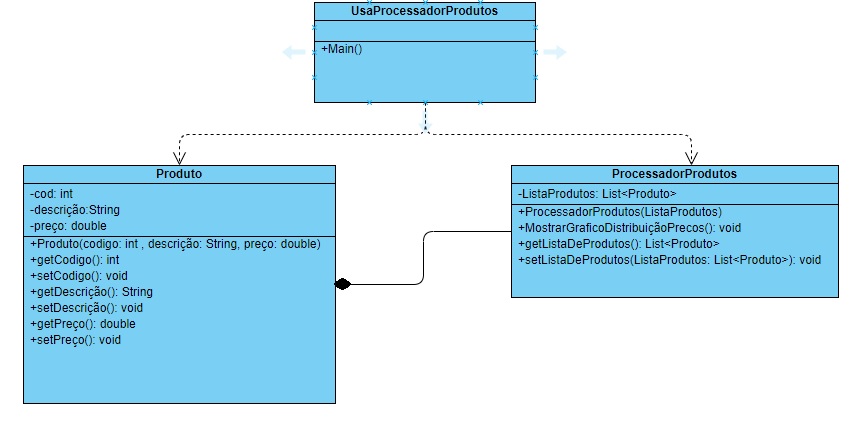 UsaProcessadorProdutos
+Main()
Produto
-cod: int
-descrição:String
-preço: double
+Produto(codigo: int , descrição: String, preço: double)
+getCodigo(): int
+setCodigo(): void
+getDescrição(): String
+setDescrição(): void
+getPreço(): double
+setPreço(): void
ProcessadorProdutos
-ListaProdutos: List<Produto>
+ProcessadorProdutos(ListaProdutos)
+MostrarGraficoDistribuiçãoPrecos(): void
+getListaDeProdutos(): List<Produto>
+setListaDeProdutos(ListaProdutos: List<Produto>): void